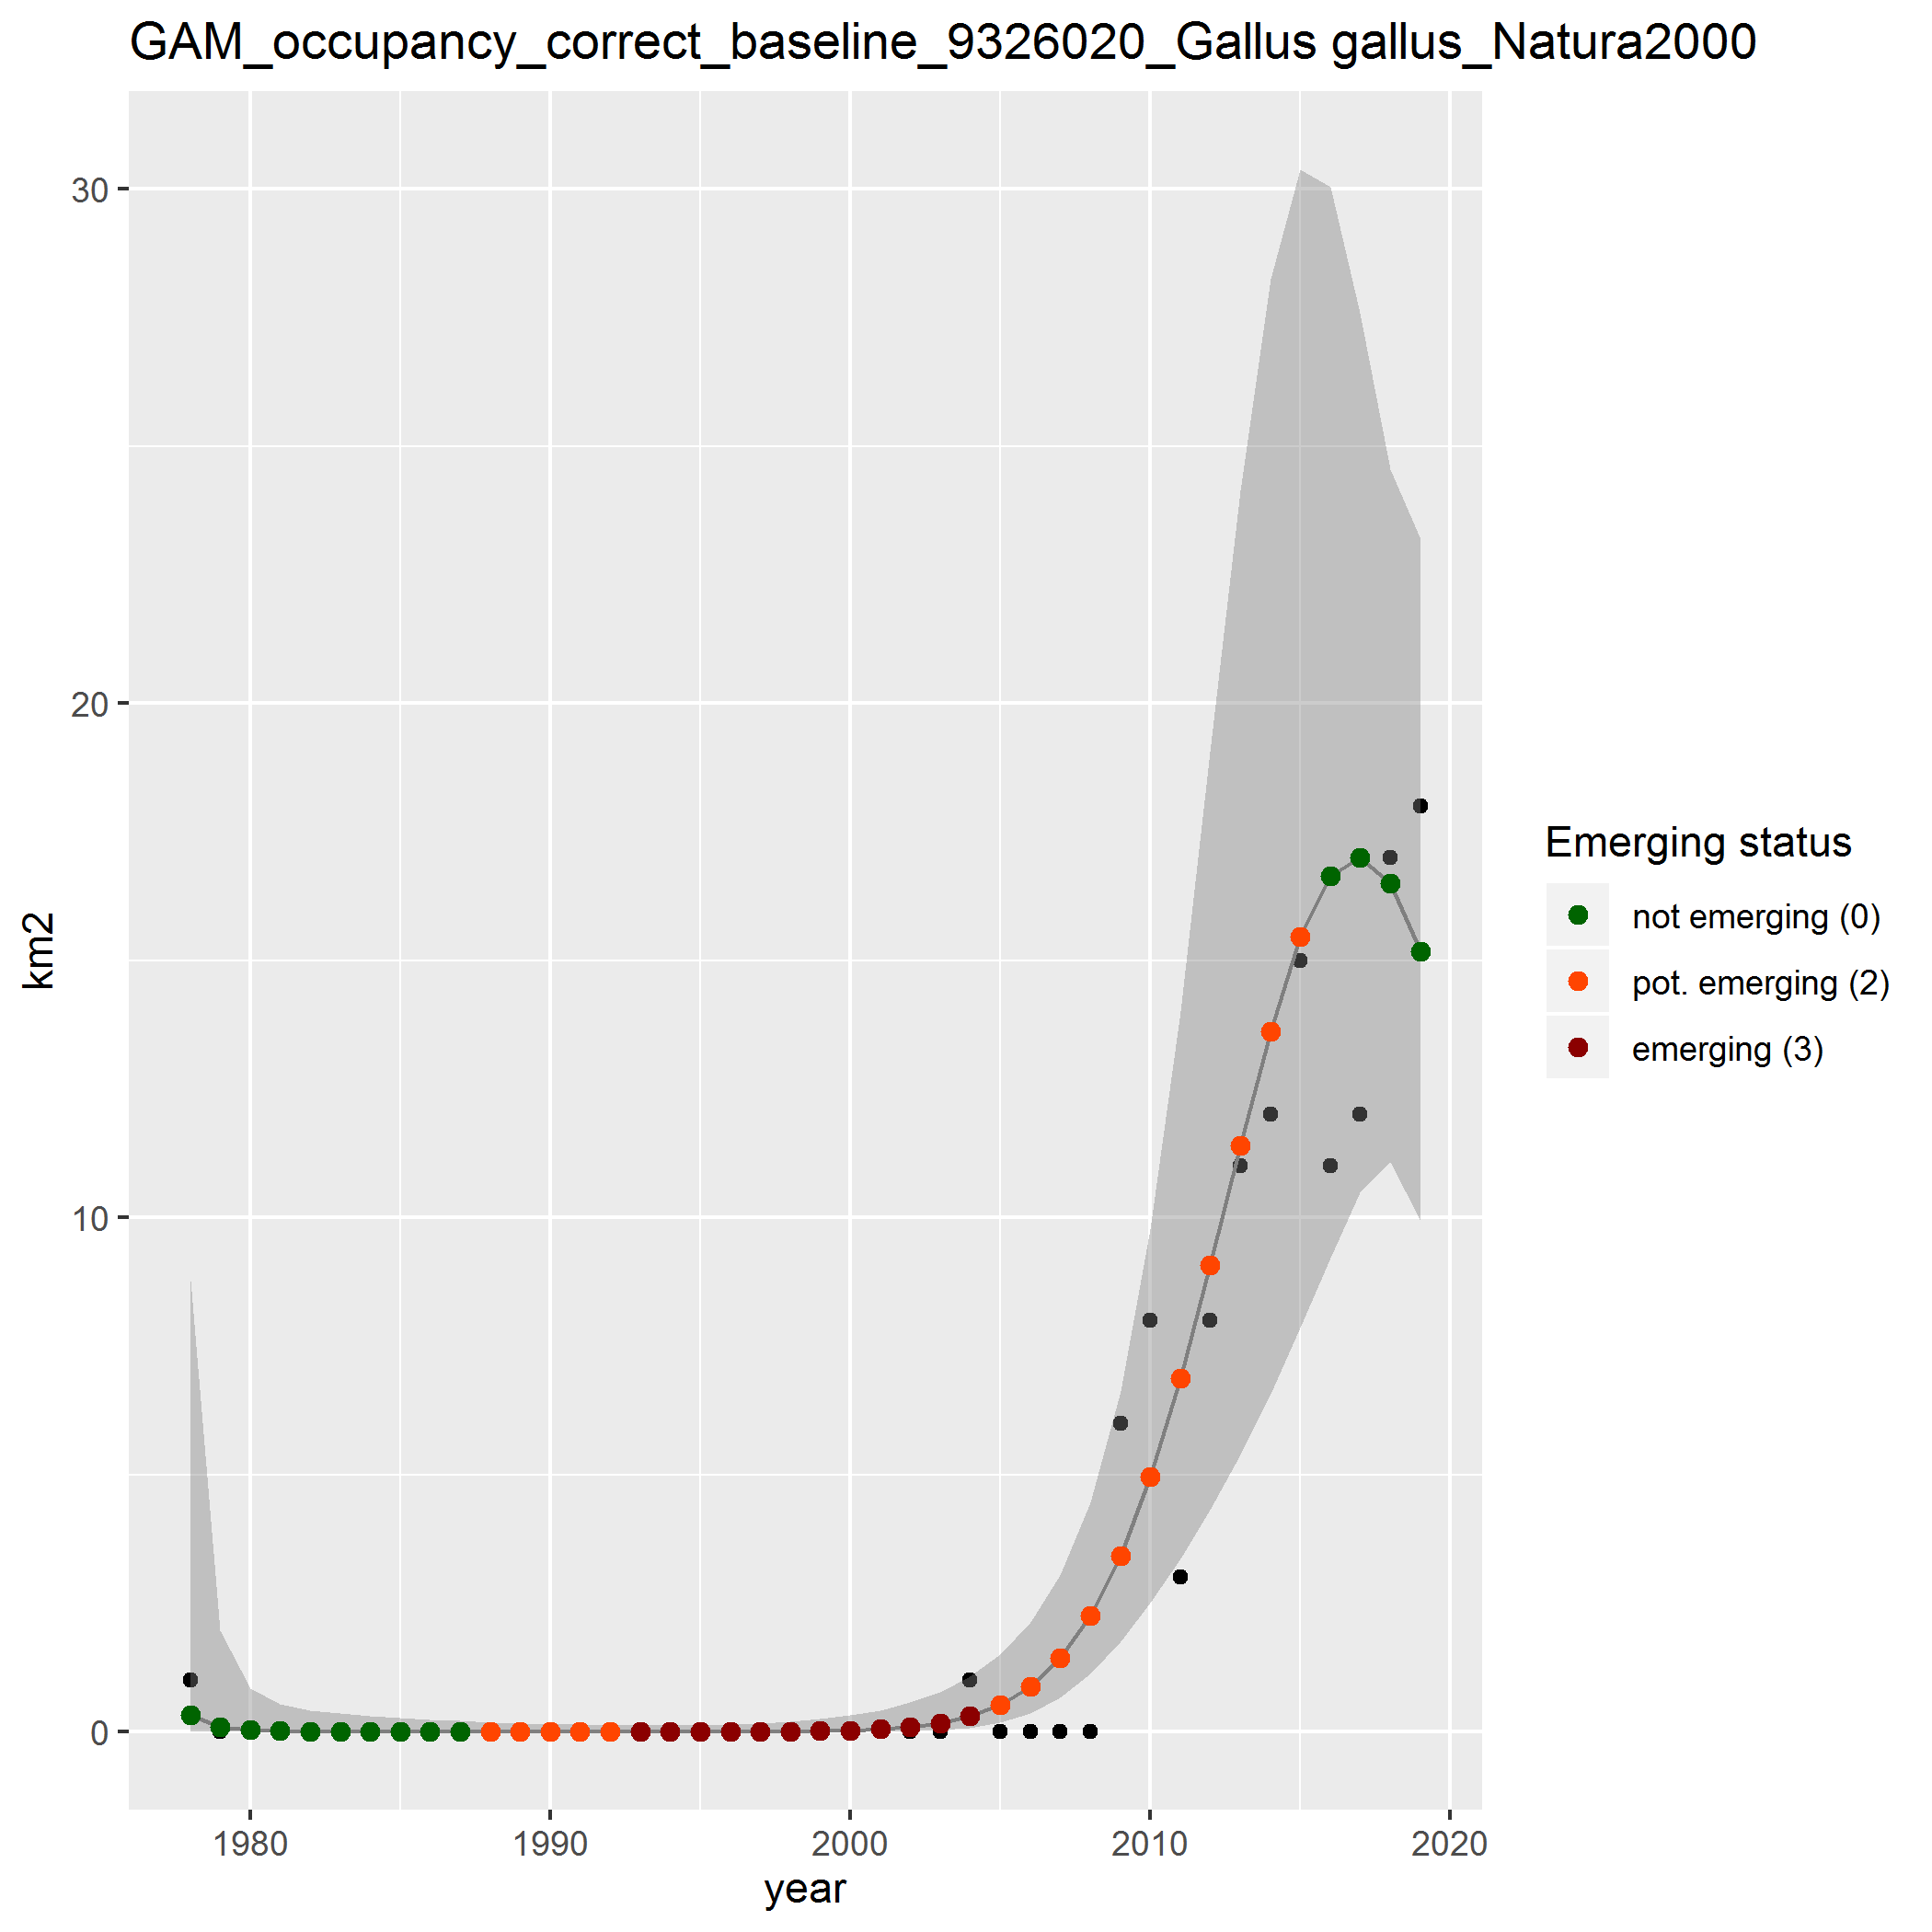 GAM_occupancy_correct_baseline_9326020_Gallus gallus_Natura2000
30
20
10
0
km2
1980 1990 2000 2010 2020
year
Emerging status
not emerging (0)
pot. emerging (2)
emerging (3)